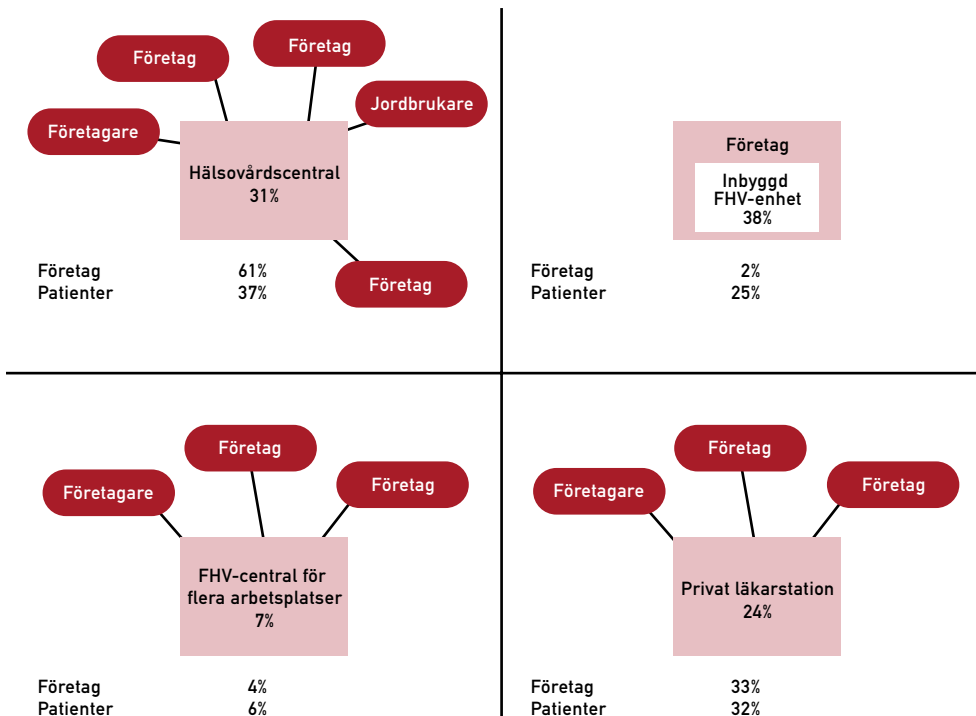 Företag
Företag
Företagare
Jordbrukare
Hälsovårdscentral
31%
Företag
Företag 61%
Patienter 37%
Företag
Inbyggd
FHV-enhet
38%
Företag 2%
Patienter 25%
Företagare
Företag
Företag
FHV-central för
flera arbetsplatser
7%
Företag 4%
Patienter 6%
Företagare
Företag
Företag
Privat läkarstation
24%
Företag 33%
Patienter 32%